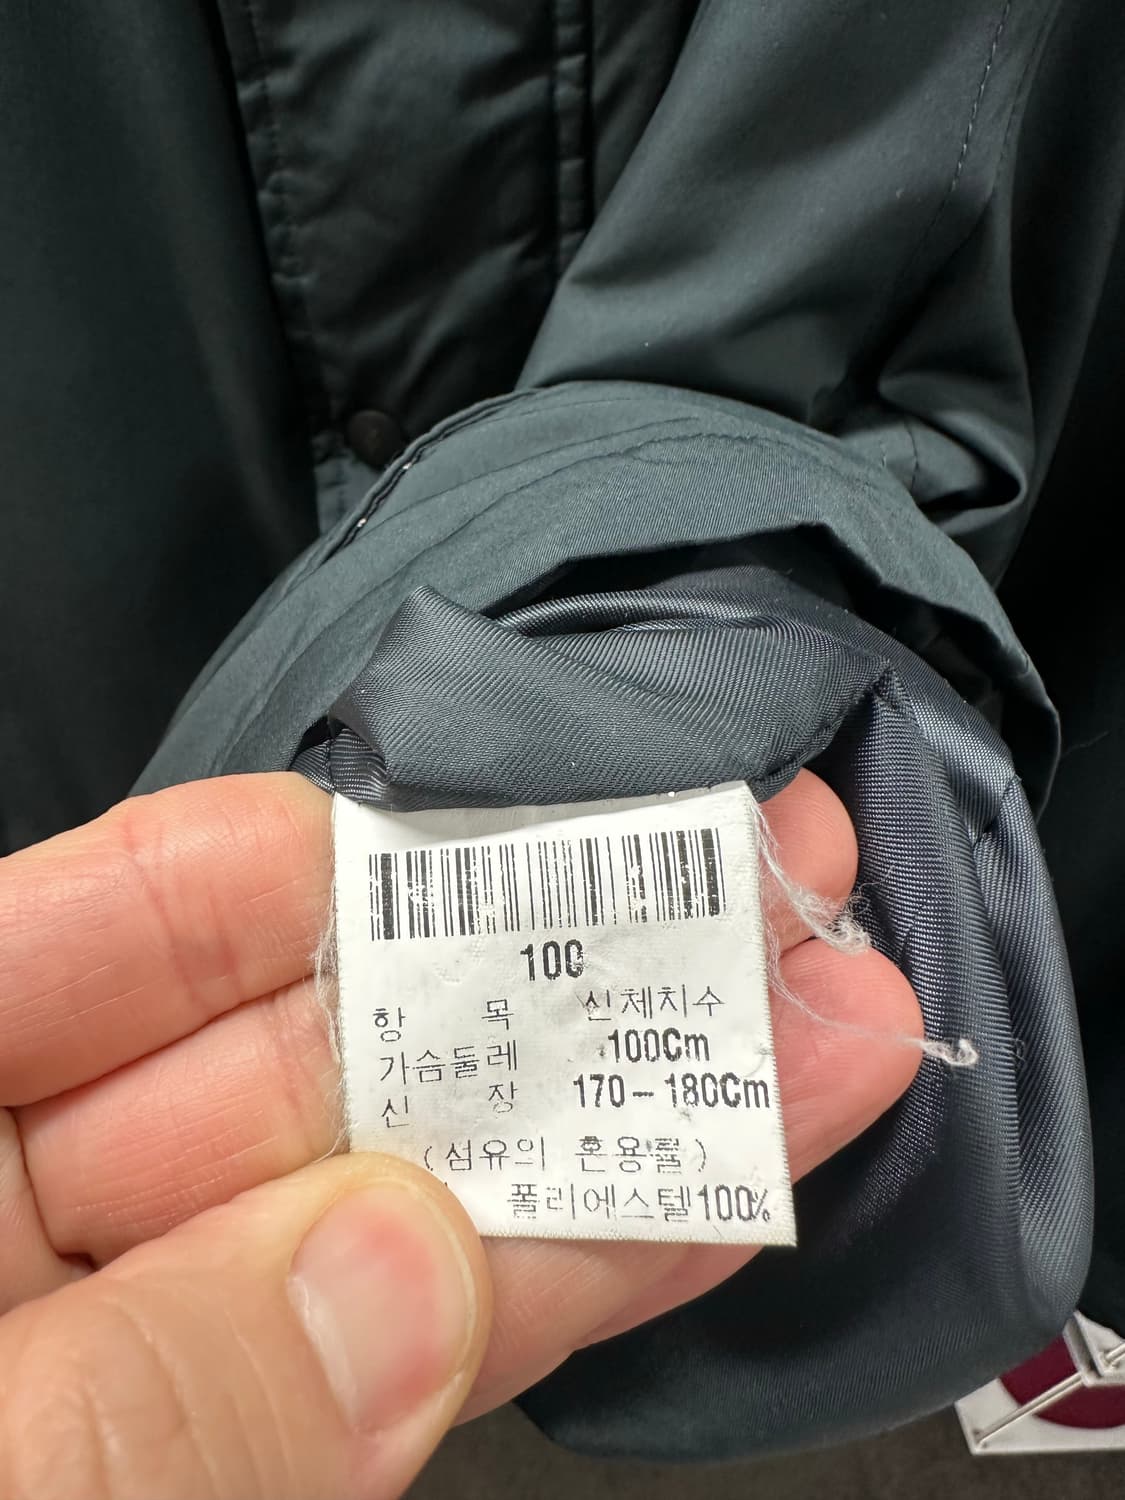 100
항 목 신체치수
가슴둘레 100Cm
신 장 170-180Cm
(섬유의 혼용률)
폴리에스텔100%